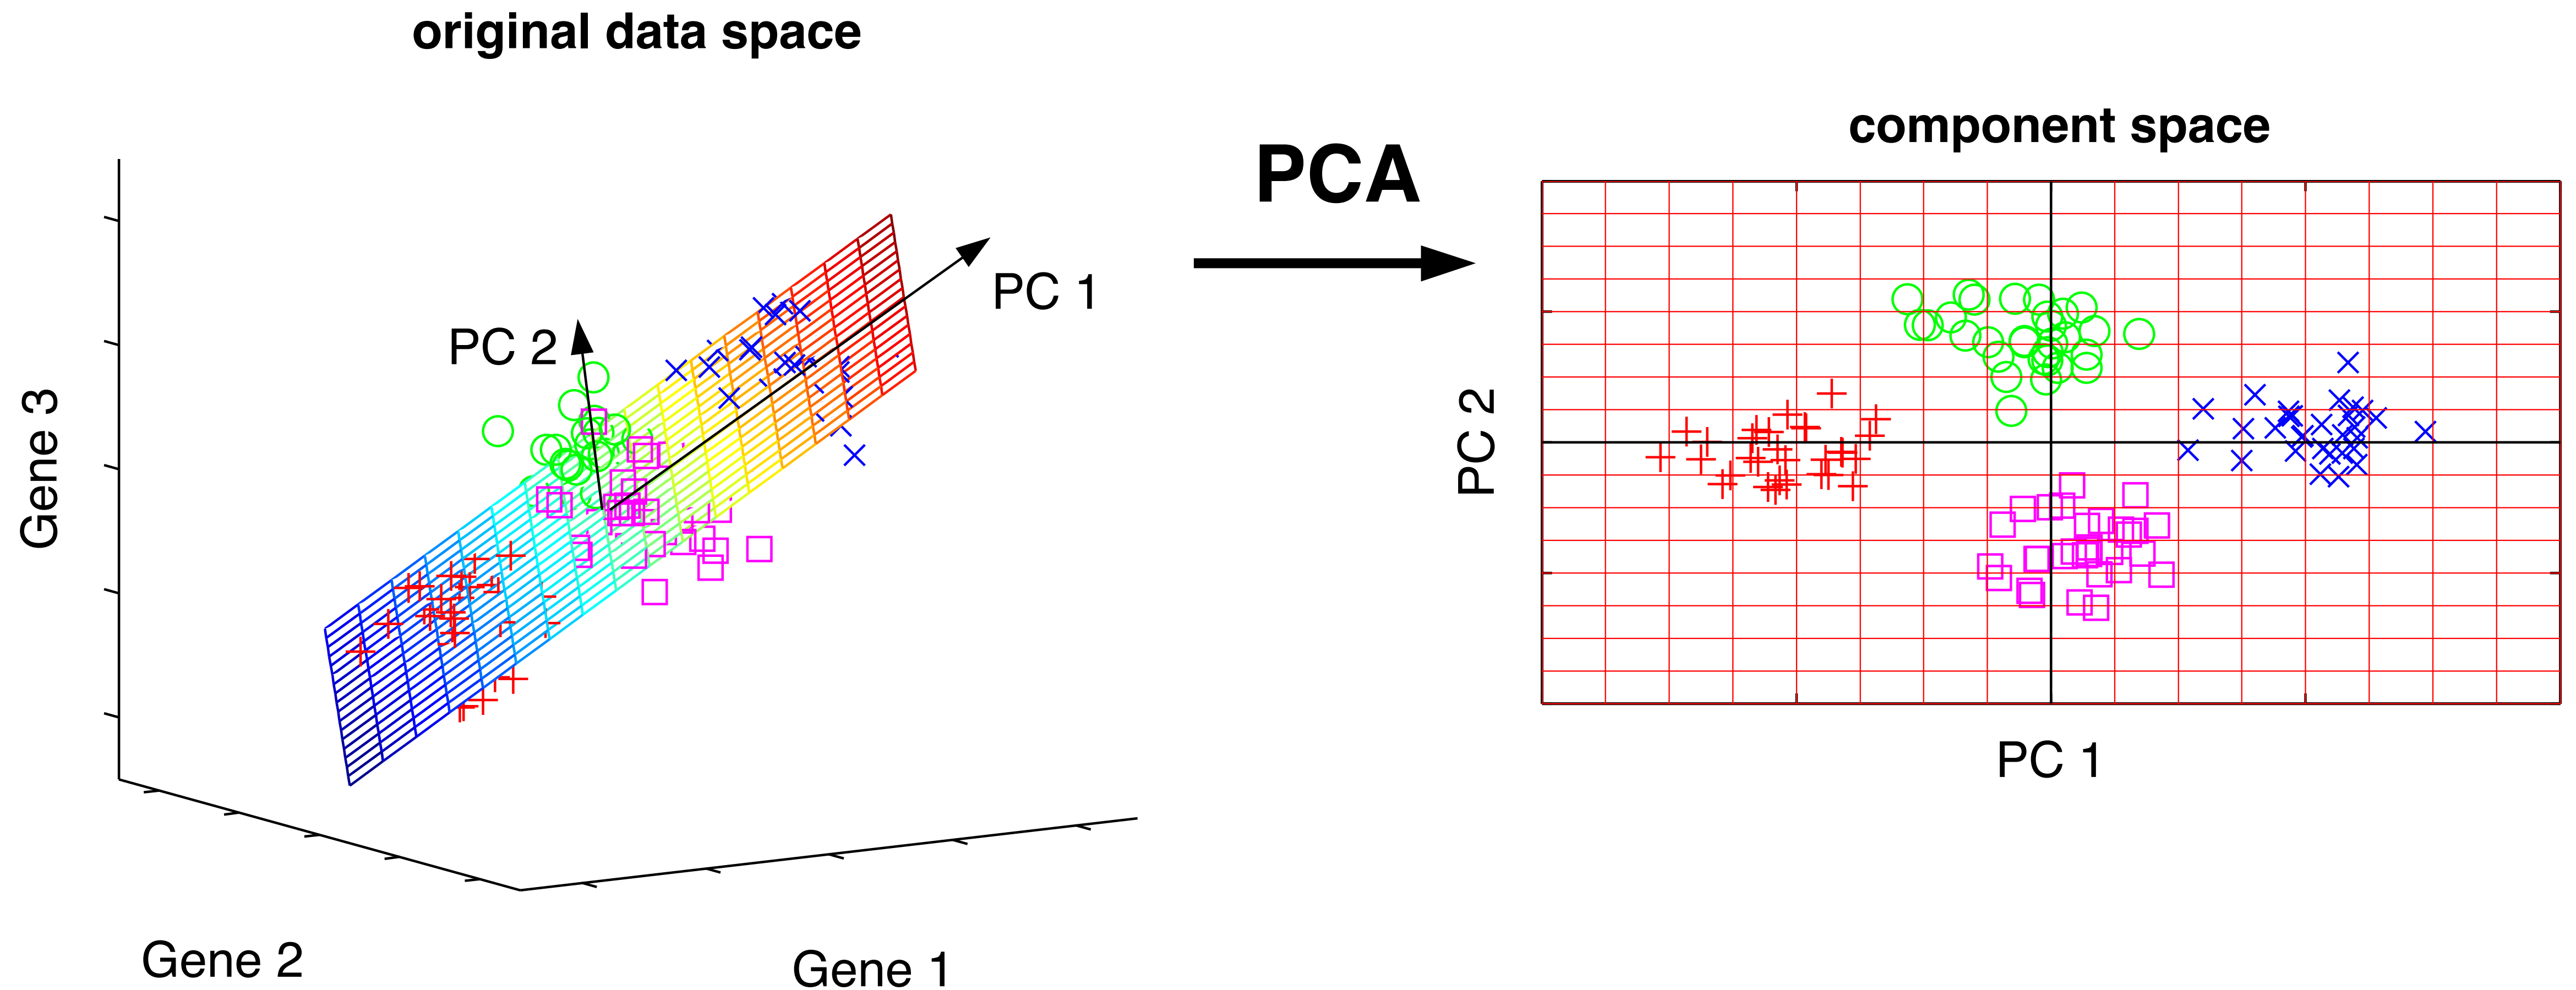 original data space
Gene 3
PC 2
PC 1
Gene 2
Gene 1
PCA
component space
PC 2
PC 1